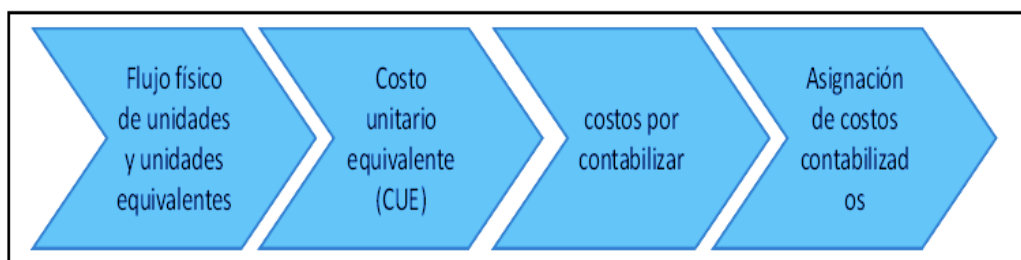 Flujo físico
de unidades
y unidades
equivalentes
Costo
unitario
equivalente
(CUE)
costos por
contabilizar
Asignación
de costos
contabilizad
os